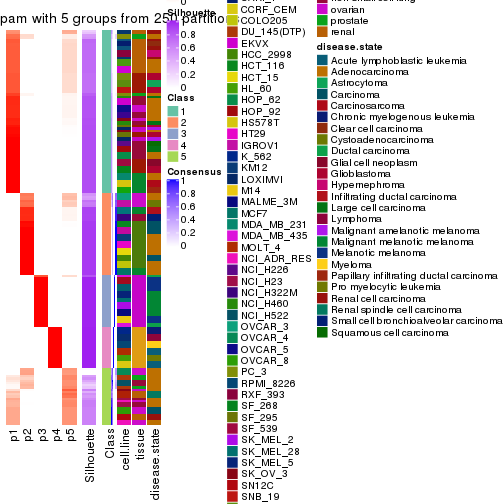 pam with 5 groups from 250 partitions
p1
p2
p3
p4
p5
Silhouette
Class
cell.line
tissue
disease.state
0
Silhouette
1
0.8
0.6
0.4
0.2
0
Class
1
2
3
4
5
Consensus
1
0.8
0.6
0.4
0.2
0
CCRF_CEM
COLO205
DU_145(DTP)
EKVX
HCC_2998
HCT_116
HCT_15
HL_60
HOP_62
HOP_92
HS578T
HT29
IGROV1
K_562
KM12
LOXIMVI
M14
MALME_3M
MCF7
MDA_MB_231
MDA_MB_435
MOLT_4
NCI_ADR_RES
NCI_H226
NCI_H23
NCI_H322M
NCI_H460
NCI_H522
OVCAR_3
OVCAR_4
OVCAR_5
OVCAR_8
PC_3
RPMI_8226
RXF_393
SF_268
SF_295
SF_539
SK_MEL_2
SK_MEL_28
SK_MEL_5
SK_OV_3
SN12C
SNB_19
ovarian
prostate
renal
disease.state
Acute lymphoblastic leukemia
Adenocarcinoma
Astrocytoma
Carcinoma
Carcinosarcoma
Chronic myelogenous leukemia
Clear cell carcinoma
Cystoadenocarcinoma
Ductal carcinoma
Glial cell neoplasm
Glioblastoma
Hypernephroma
Infiltrating ductal carcinoma
Large cell carcinoma
Lymphoma
Malignant amelanotic melanoma
Malignant melanotic melanoma
Melanotic melanoma
Myeloma
Papillary infiltrating ductal carcinoma
Pro myelocytic leukemia
Renal cell carcinoma
Renal spindle cell carcinoma
Small cell bronchioalveolar carcinoma
Squamous cell carcinoma